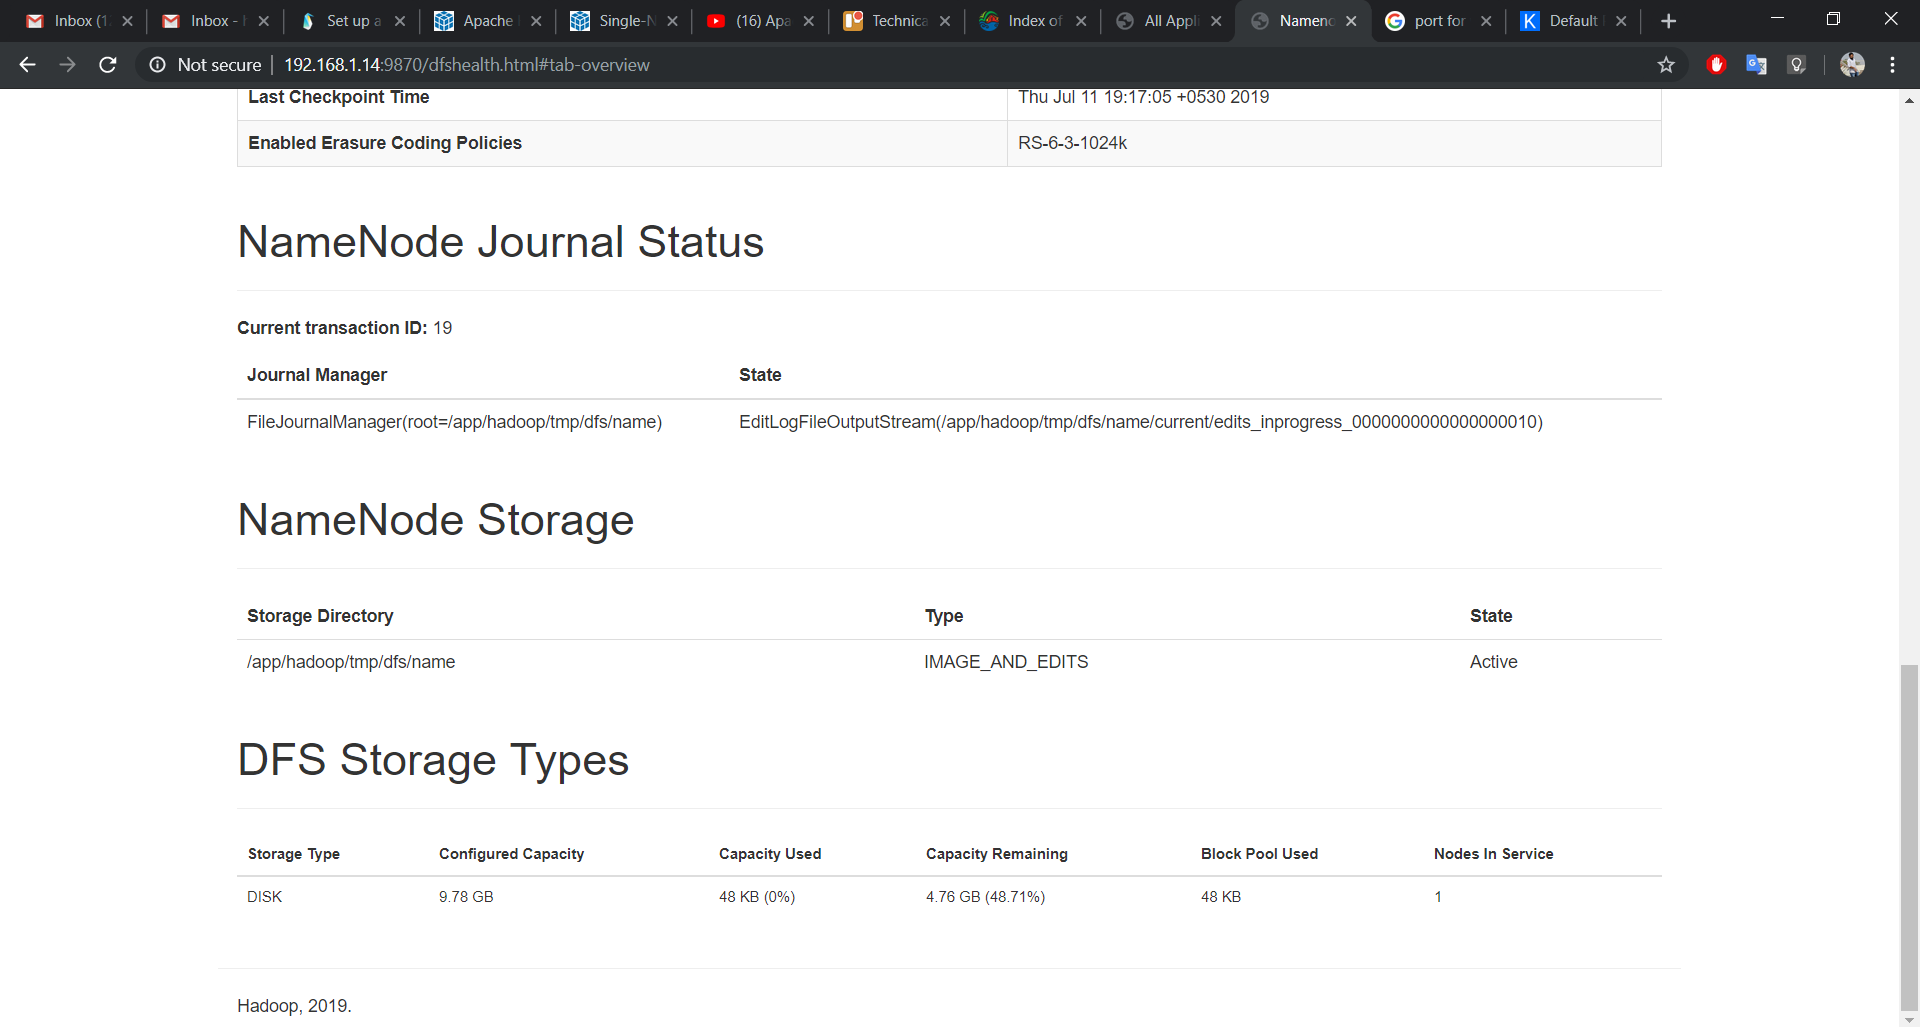 Inbox (1
Inbox -
Set up a
Apache
Single-N
(16) Apa
Technica
Index of
All Appli
Nameno
port for
Default
Not secure
192.168.1.14:9870/dfshealth.html#tab-overview
Last Checkpoint Time Thu Jul 11 19:17:05 +0530 2019
Enabled Erasure Coding Policies RS-6-3-1024k
NameNode Journal Status
Current transaction ID: 19
Journal Manager State
FileJournalManager(root=/app/hadoop/tmp/dfs/name) EditLogFileOutputStream(/app/hadoop/tmp/dfs/name/current/edits_inprogress_0000000000000000010)
NameNode Storage
Storage Directory Type State
/app/hadoop/tmp/dfs/name IMAGE_AND_EDITS Active
DFS Storage Types
Storage Type Configured Capacity Capacity Used Capacity Remaining Block Pool Used Nodes In Service
DISK 9.78 GB 48 KB (0%) 4.76 GB (48.71%) 48 KB 1
Hadoop, 2019.